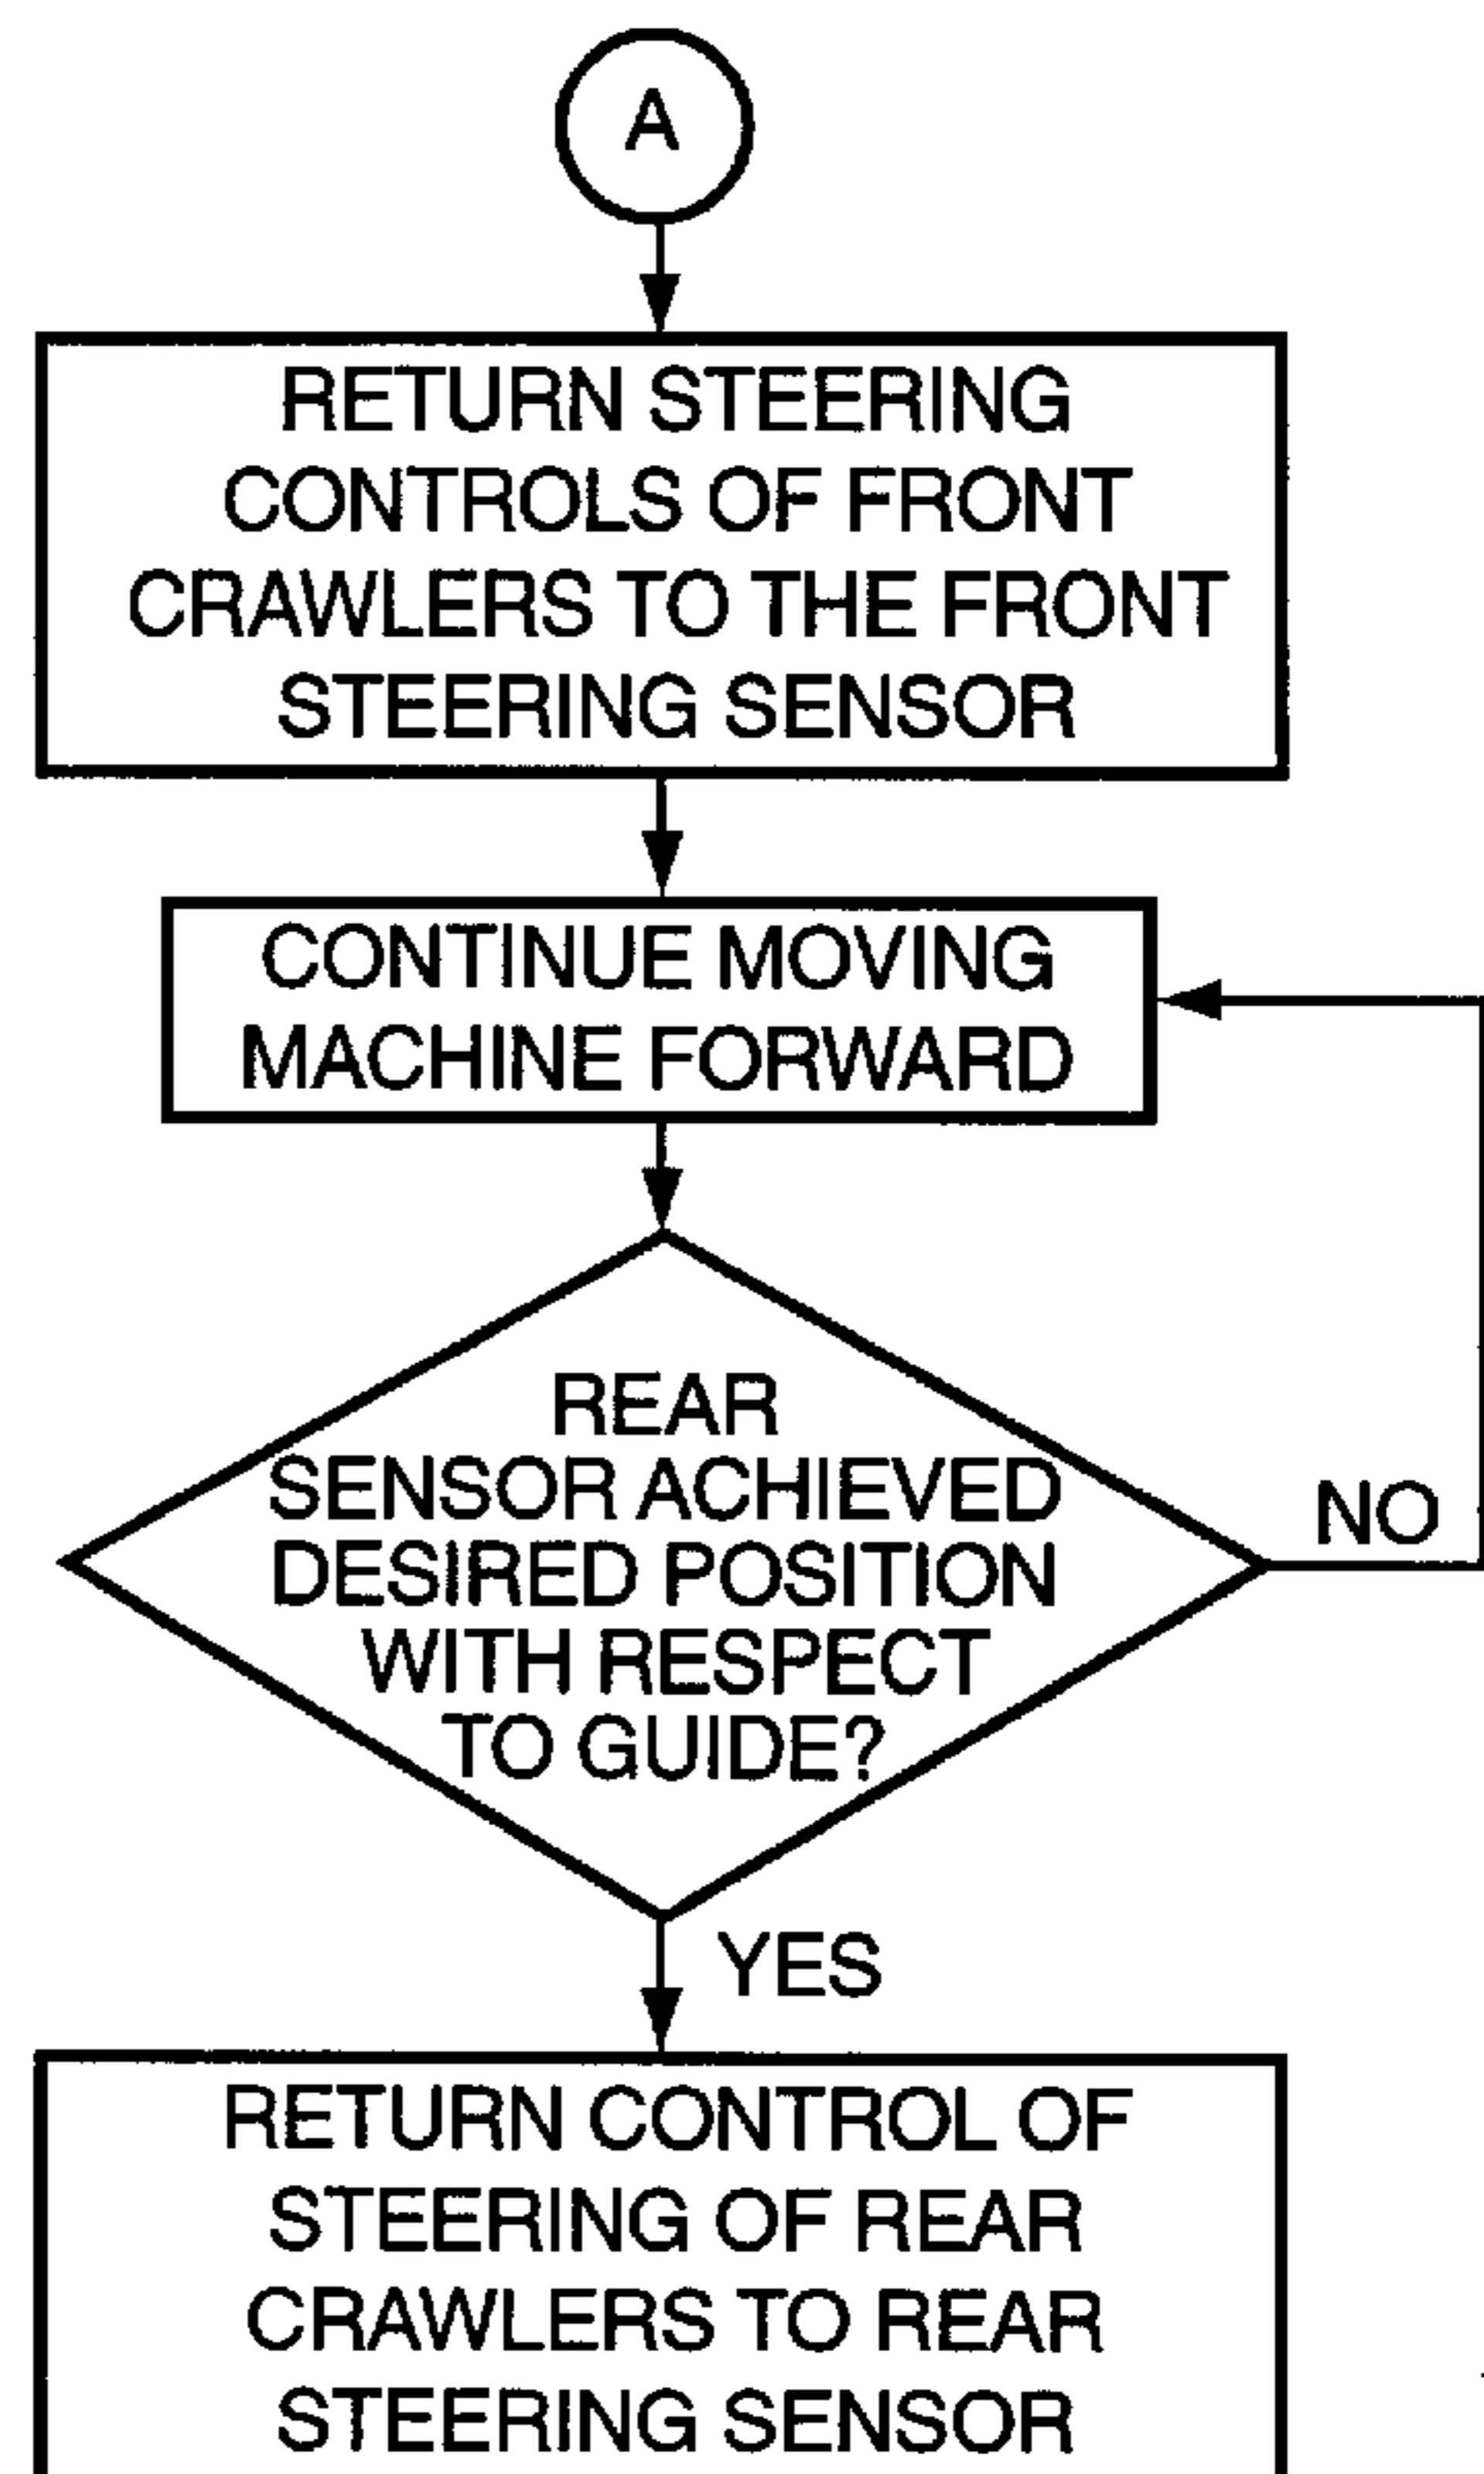 A
RETURN STEERING
CONTROLS OF FRONT
CRAWLERS TO THE FRONT
STEERING SENSOR
CONTINUE MOVING
MACHINE FORWARD
REAR
SENSOR ACHIEVED
DESIRED POSITION
WITH RESPECT
TO GUIDE?
NO
YES
RETURN CONTROL OF
STEERING OF REAR
CRAWLERS TO REAR
STEERING SENSOR